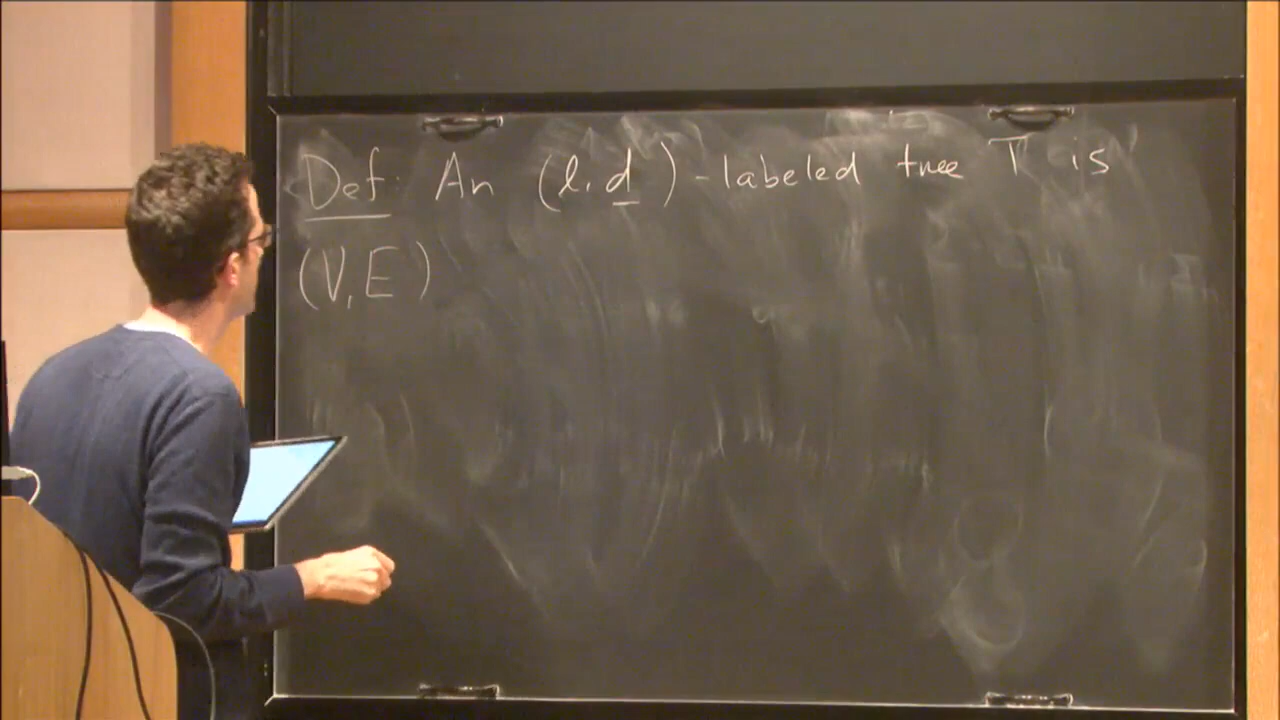 Def: An (l, d)-labeled tree T is
(V, E)